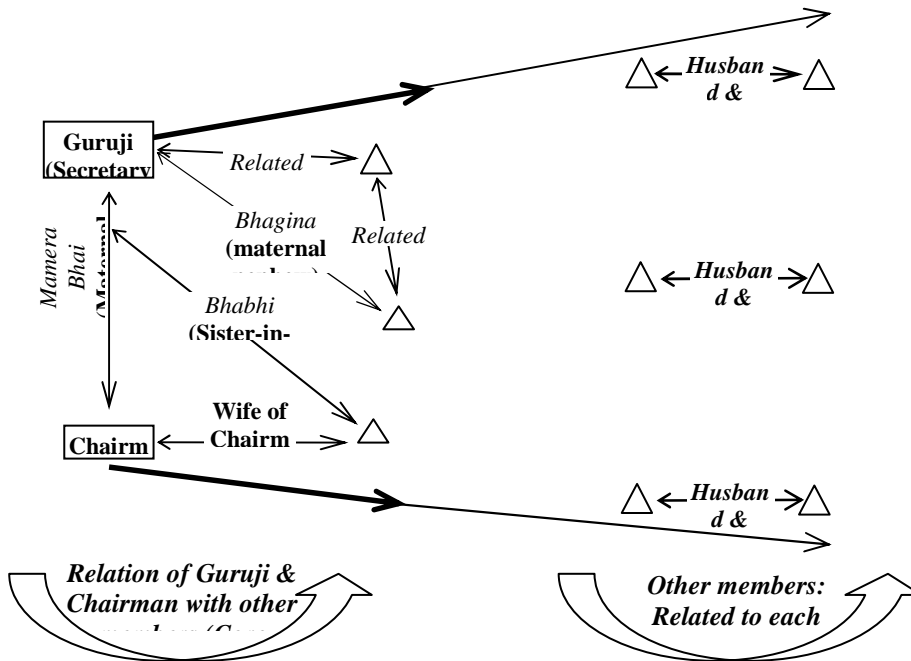 Husban
d &
Guruji
(Secretary
Related
Bhagina
(maternal
Related
Mamera
Bhai
Bhabhi
(Sister-in-
Husban
d &
Wife of
Chairm
Chairm
Husban
d &
Relation of Guruji &
Chairman with other
Other members:
Related to each